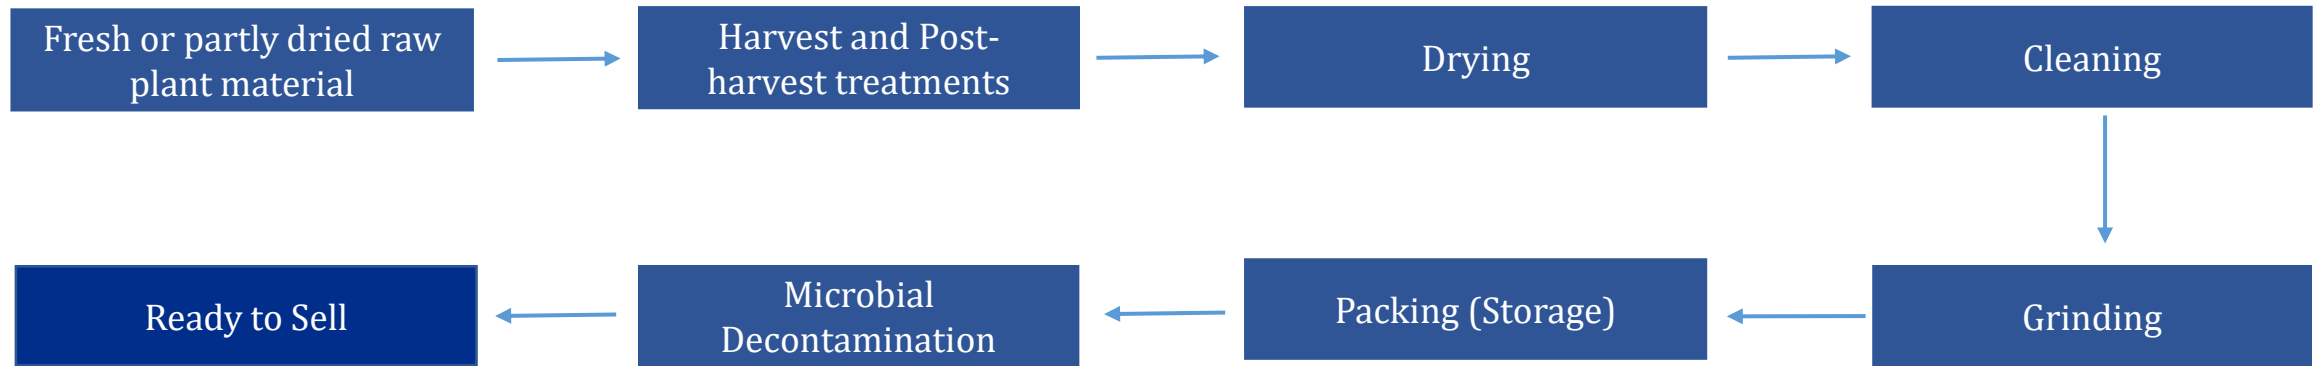 Fresh or partly dried raw
plant material
Harvest and Post-
harvest treatments
Drying
Cleaning
Grinding
Packing (Storage)
Microbial
Decontamination
Ready to Sell